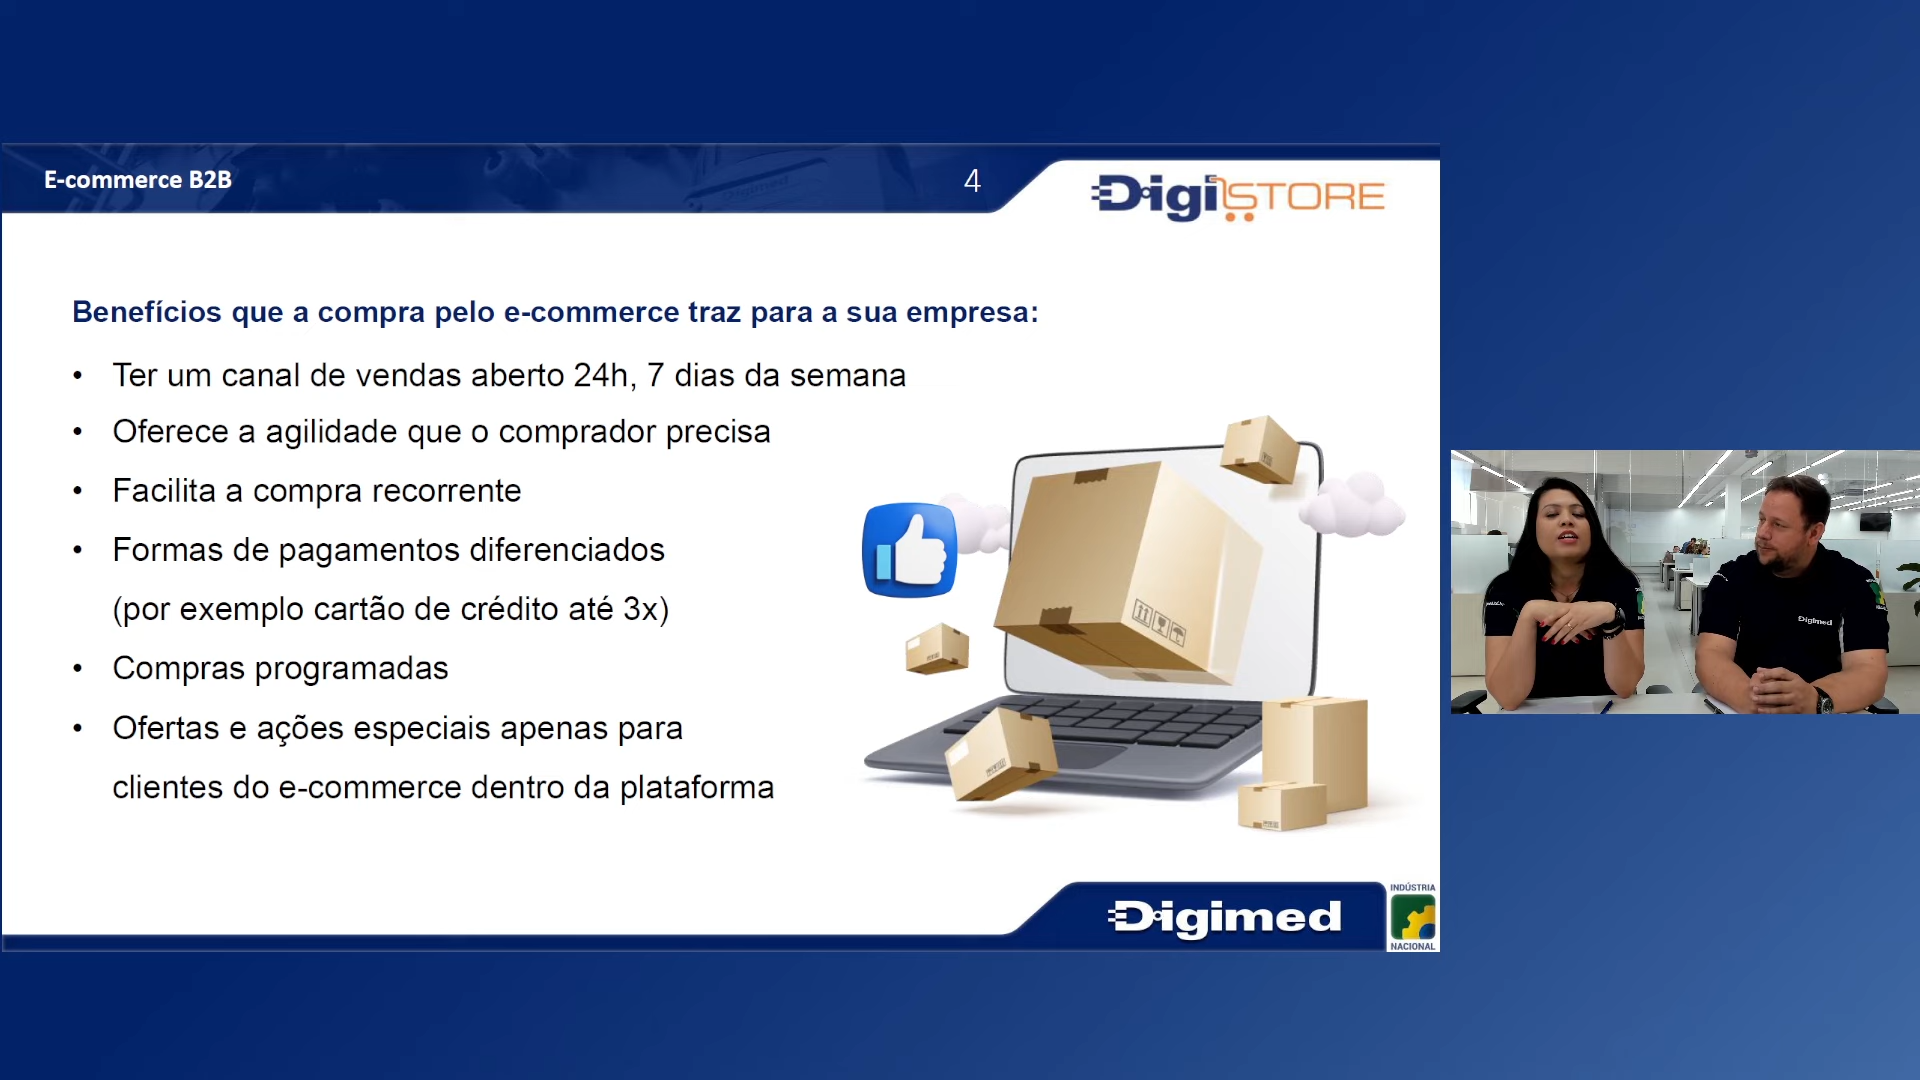 E-commerce B2B
4
DigiSTORE
Benefícios que a compra pelo e-commerce traz para a sua empresa:
• Ter um canal de vendas aberto 24h, 7 dias da semana
• Oferece a agilidade que o comprador precisa
• Facilita a compra recorrente
• Formas de pagamentos diferenciados
(por exemplo cartão de crédito até 3x)
• Compras programadas
• Ofertas e ações especiais apenas para
clientes do e-commerce dentro da plataforma
Digimed
INDÚSTRIA
NACIONAL
Digimed